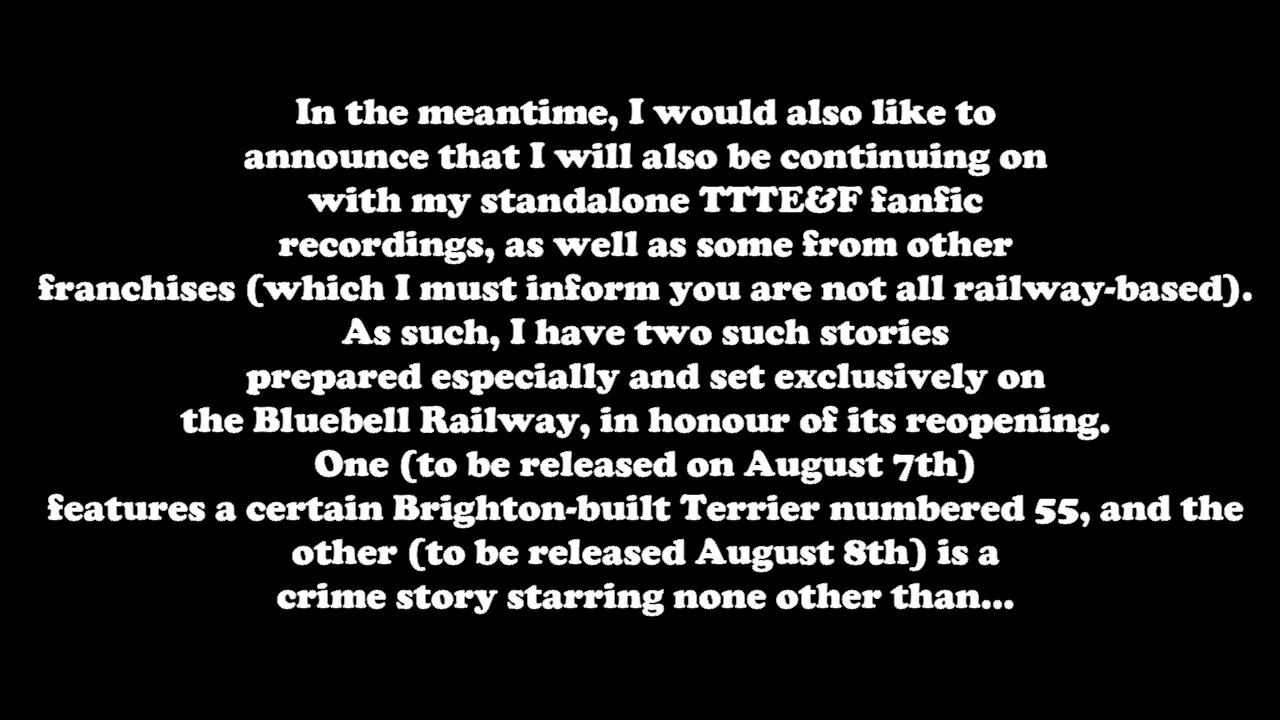 In the meantime, I would also like to
announce that I will also be continuing on
with my standalone TTTE&F fanfic
recordings, as well as some from other
franchises (which I must inform you are not all railway-based).
As such, I have two such stories
prepared especially and set exclusively on
the Bluebell Railway, in honour of its reopening.
One (to be released on August 7th)
features a certain Brighton-built Terrier numbered 55, and the
other (to be released August 8th) is a
crime story starring none other than...